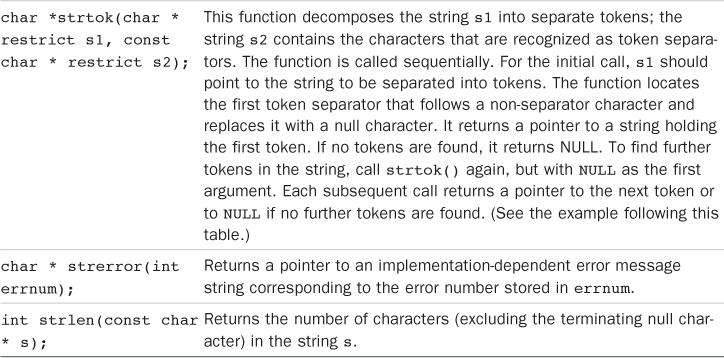 char *strtok(char *
restrict s1, const
char * restrict s2);
This function decomposes the string s1 into separate tokens; the
string s2 contains the characters that are recognized as token separa-
tors. The function is called sequentially. For the initial call, s1 should
point to the string to be separated into tokens. The function locates
the first token separator that follows a non-separator character and
replaces it with a null character. It returns a pointer to a string holding
the first token. If no tokens are found, it returns NULL. To find further
tokens in the string, call strtok() again, but with NULL as the first
argument. Each subsequent call returns a pointer to the next token or
to NULL if no further tokens are found. (See the example following this
table.)
char * strerror(int
errnum);
Returns a pointer to an implementation-dependent error message
string corresponding to the error number stored in errnum.
int strlen(const char
* s);
Returns the number of characters (excluding the terminating null char-
acter) in the string s.